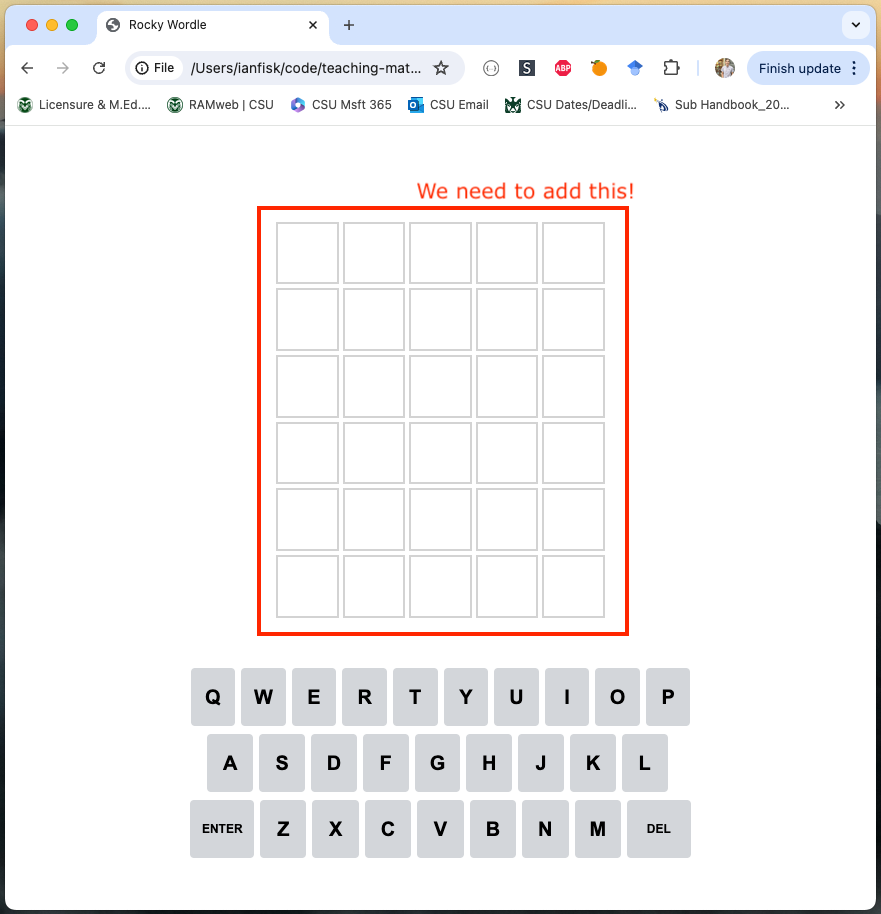 Rocky Wordle
File /Users/ianfisk/code/teaching-mat... S ABP Finish update
Licensure & M.Ed.... RAMweb | CSU CSU Msft 365 CSU Email CSU Dates/Deadli... Sub Handbook_20...
We need to add this!
Q W E R T Y U I O P
A S D F G H J K L
ENTER Z X C V B N M DEL